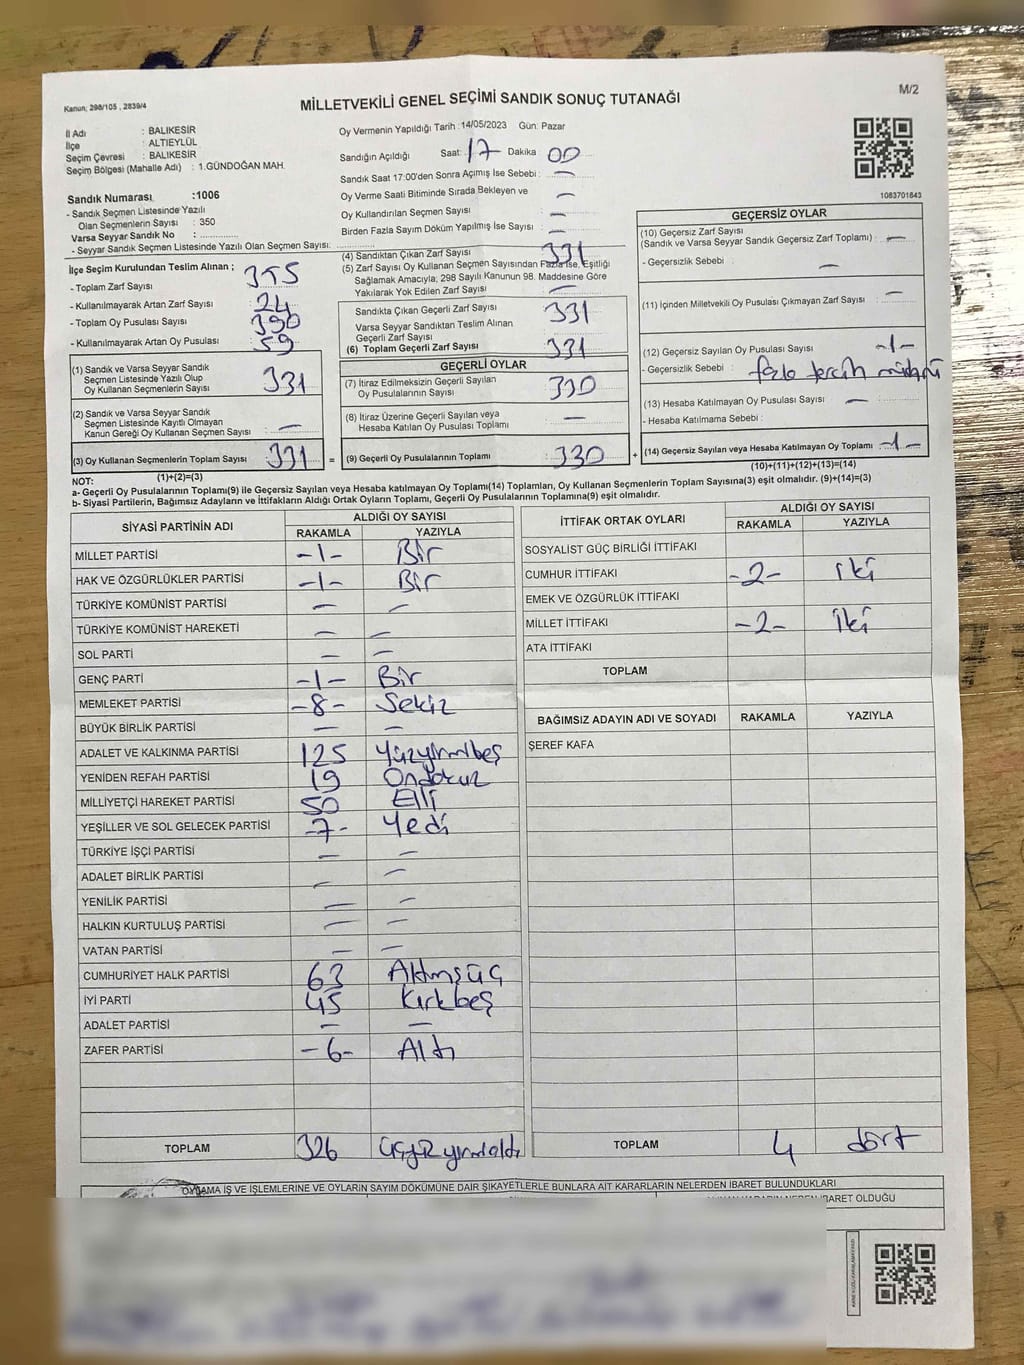 Kanun; 298/105 , 2839/4
MİLLETVEKİLİ GENEL SEÇİMİ SANDIK SONUÇ TUTANAĞI
M/2
İl Adı : BALIKESİR
İlçe : ALTIEYLÜL
Seçim Çevresi : BALIKESİR
Seçim Bölgesi (Mahalle Adı) : 1.GÜNDOĞAN MAH.
Oy Vermenin Yapıldığı Tarih :14/05/2023 Gün: Pazar
Sandığın Açıldığı Saat: 17 Dakika 00
Sandık Saat 17:00'den Sonra Açımış İse Sebebi : —
Oy Verme Saati Bitiminde Sırada Bekleyen ve
Oy Kullandırılan Seçmen Sayısı —
Birden Fazla Sayım Döküm Yapılmış İse Sayısı : —
1063701643
Sandık Numarası :1006
- Sandık Seçmen Listesinde Yazılı
Olan Seçmenlerin Sayısı : 350
Varsa Seyyar Sandık No :
- Seyyar Sandık Seçmen Listesinde Yazılı Olan Seçmen Sayısı:
İlçe Seçim Kurulundan Teslim Alınan ;
- Toplam Zarf Sayısı : 355
- Kullanılmayarak Artan Zarf Sayısı : 24
- Toplam Oy Pusulası Sayısı : 390
- Kullanılmayarak Artan Oy Pusulası : 59
(1) Sandık ve Varsa Seyyar Sandık
Seçmen Listesinde Yazılı Olup
Oy Kullanan Seçmenlerin Sayısı : 331
(2) Sandık ve Varsa Seyyar Sandık
Seçmen Listesinde Kayıtlı Olmayan
Kanun Gereği Oy Kullanan Seçmen Sayısı : —
(3) Oy Kullanan Seçmenlerin Toplam Sayısı : 331 =
(1)+(2)=(3)
(4) Sandıktan Çıkan Zarf Sayısı : 331
(5) Zarf Sayısı Oy Kullanan Seçmen Sayısından Fazla İse, Eşitliği
Sağlamak Amacıyla, 298 Sayılı Kanunun 98. Maddesine Göre
Yakılarak Yok Edilen Zarf Sayısı : —
Sandıkta Çıkan Geçerli Zarf Sayısı : 331
Varsa Seyyar Sandıktan Teslim Alınan
Geçerli Zarf Sayısı :
(6) Toplam Geçerli Zarf Sayısı : 331
GEÇERLİ OYLAR
(7) İtiraz Edilmeksizin Geçerli Sayılan
Oy Pusulalarının Sayısı : 330
(8) İtiraz Üzerine Geçerli Sayılan veya
Hesaba Katılan Oy Pusulası Toplamı : —
(9) Geçerli Oy Pusulalarının Toplamı : 330 +
GEÇERSİZ OYLAR
(10) Geçersiz Zarf Sayısı
(Sandık ve Varsa Seyyar Sandık Geçersiz Zarf Toplamı) : —
- Geçersizlik Sebebi : —
(11) İçinden Milletvekili Oy Pusulası Çıkmayan Zarf Sayısı : —
(12) Geçersiz Sayılan Oy Pusulası Sayısı : -1-
- Geçersizlik Sebebi : fazla tercih
(13) Hesaba Katılmayan Oy Pusulası Sayısı : —
- Hesaba Katılmama Sebebi :
(14) Geçersiz Sayılan veya Hesaba Katılmayan Oy Toplamı : -1-
(10)+(11)+(12)+(13)=(14)
NOT:
a- Geçerli Oy Pusulalarının Toplamı(9) ile Geçersiz Sayılan veya Hesaba Katılmayan Oy Toplamı(14) Toplamları, Oy Kullanan Seçmenlerin Toplam Sayısına(3) eşit olmalıdır. (9)+(14)=(3)
b- Siyasi Partilerin, Bağımsız Adayların ve İttifakların Aldığı Ortak Oyların Toplamı, Geçerli Oy Pusulalarının Toplamına(9) eşit olmalıdır.
SİYASİ PARTİNİN ADI ALDIĞI OY SAYISI
RAKAMLA YAZIYLA
MİLLET PARTİSİ -1- Bir
HAK VE ÖZGÜRLÜKLER PARTİSİ -1- Bir
TÜRKİYE KOMÜNİST PARTİSİ — —
TÜRKİYE KOMÜNİST HAREKETİ — —
SOL PARTİ — —
GENÇ PARTİ -1- Bir
MEMLEKET PARTİSİ -8- Sekiz
BÜYÜK BİRLİK PARTİSİ — —
ADALET VE KALKINMA PARTİSİ 125 Yüzyirmibeş
YENİDEN REFAH PARTİSİ 19 Ondokuz
MİLLİYETÇİ HAREKET PARTİSİ 50 Elli
YEŞİLLER VE SOL GELECEK PARTİSİ -7- Yedi
TÜRKİYE İŞÇİ PARTİSİ — —
ADALET BİRLİK PARTİSİ — —
YENİLİK PARTİSİ — —
HALKIN KURTULUŞ PARTİSİ — —
VATAN PARTİSİ — —
CUMHURİYET HALK PARTİSİ 63 Altmışüç
İYİ PARTİ 45 Kırkbeş
ADALET PARTİSİ — —
ZAFER PARTİSİ -6- Altı
TOPLAM 326 üçyüz yirmialtı
İTTİFAK ORTAK OYLARI ALDIĞI OY SAYISI
RAKAMLA YAZIYLA
SOSYALİST GÜÇ BİRLİĞİ İTTİFAKI
CUMHUR İTTİFAKI -2- iki
EMEK VE ÖZGÜRLÜK İTTİFAKI
MİLLET İTTİFAKI -2- iki
ATA İTTİFAKI
TOPLAM
BAĞIMSIZ ADAYIN ADI VE SOYADI RAKAMLA YAZIYLA
ŞEREF KAFA
TOPLAM 4 dört
OYLAMA İŞ VE İŞLEMLERİNE VE OYLARIN SAYIM DÖKÜMÜNE DAİR ŞİKAYETLERLE BUNLARA AİT KARARLARIN NELERDEN İBARET BULUNDUKLARI
İBARET OLDUĞU